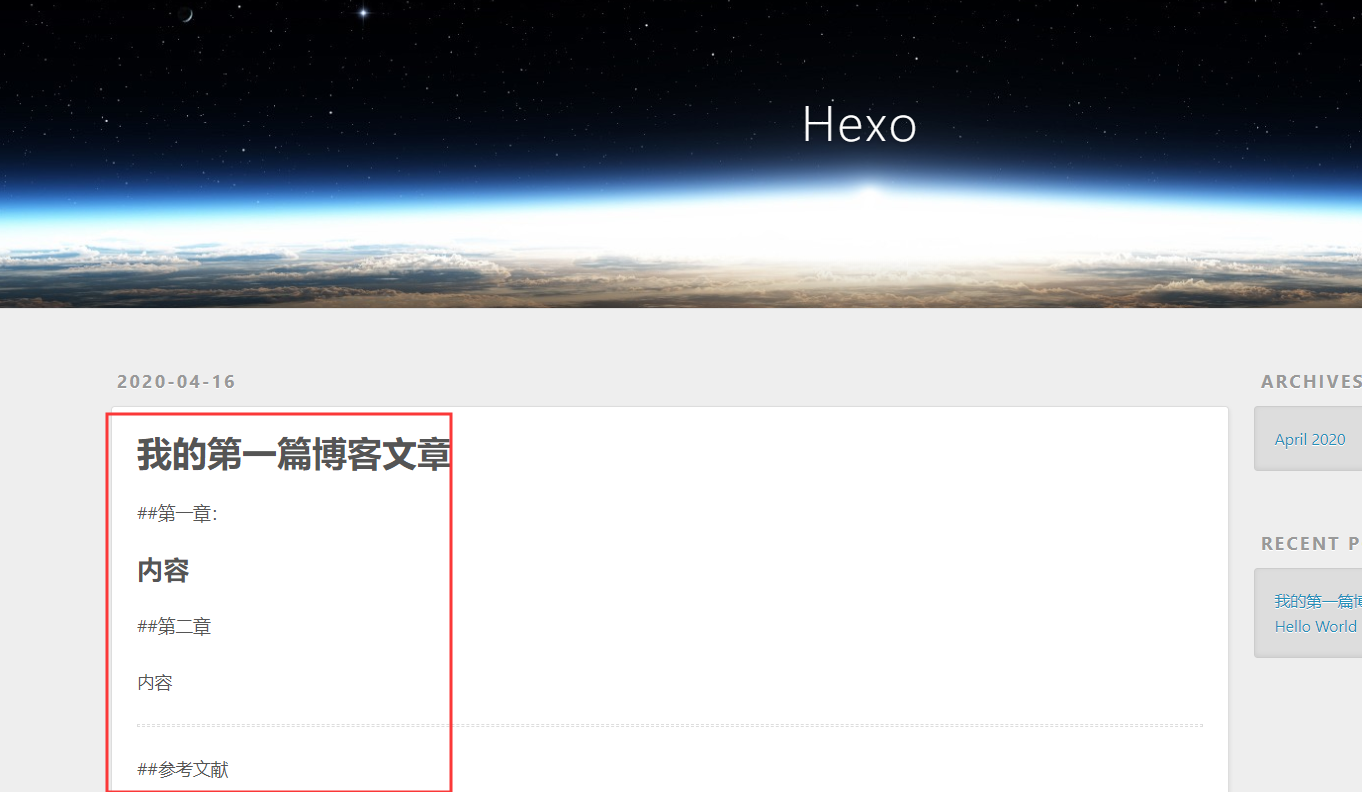 Hexo
2020-04-16
我的第一篇博客文章
##第一章：
内容
##第二章
内容
##参考文献
ARCHIVES
April 2020
RECENT P
我的第一篇
Hello World